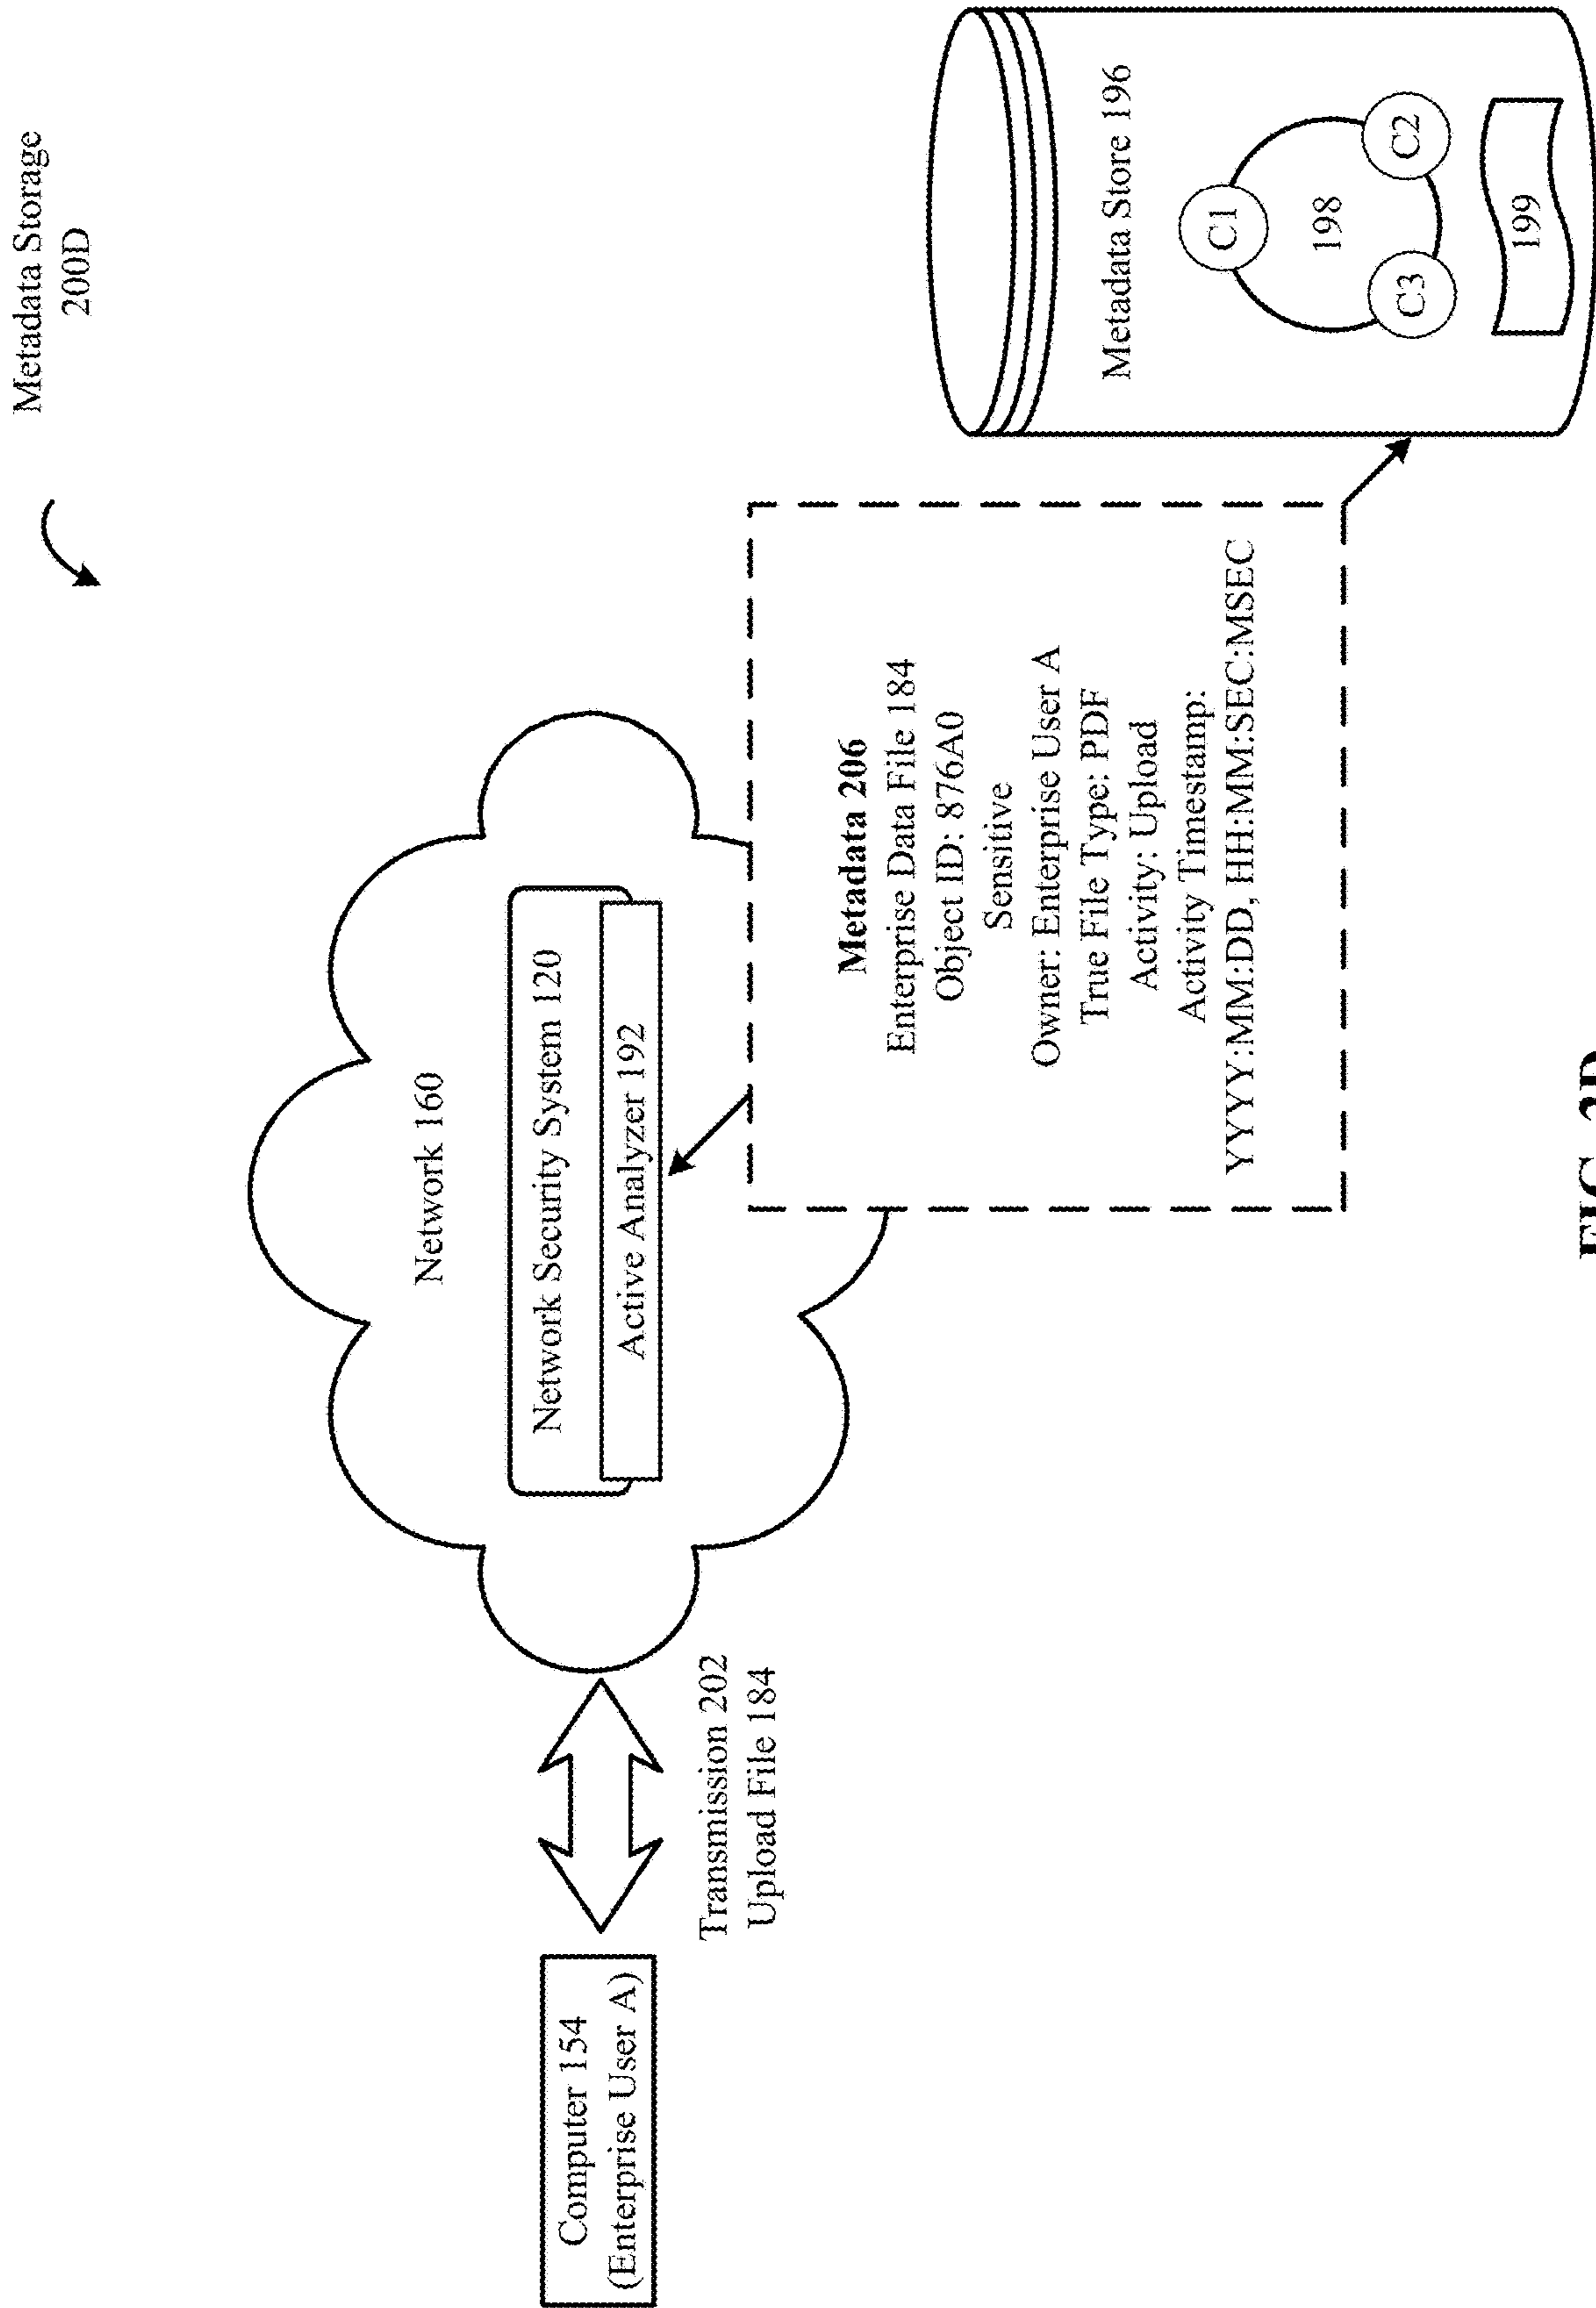 Metadata Storage
200D
Network 160
Network Security System 120
Active Analyzer 192
Computer 154
(Enterprise User A)
Transmission 202
Upload File 184
Metadata 206
Enterprise Data File 184
Object ID: 876A0
Sensitive
Owner: Enterprise User A
True File Type: PDF
Activity: Upload
Activity Timestamp:
YYYY:MM:DD, HH:MM:SEC:MSEC
Metadata Store 196
C1
198
C3
C2
199
FIG.